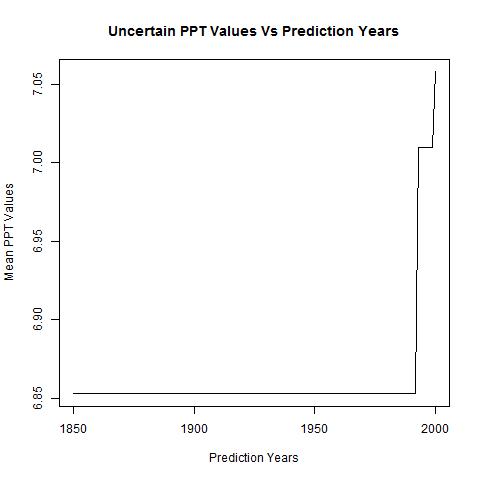 Uncertain PPT Values Vs Prediction Years
Mean PPT Values
7.05
7.00
6.95
6.90
6.85
1850 1900 1950 2000
Prediction Years